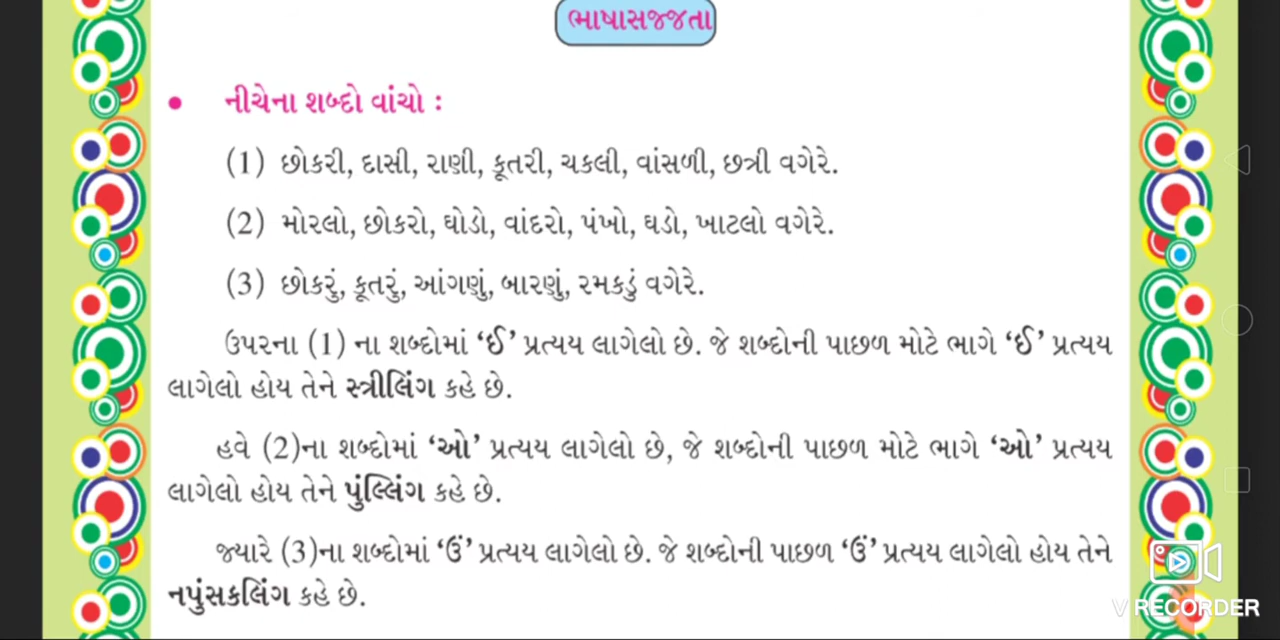 ભાષાસજ્જતા
• નીચેના શબ્દો વાંચો :
(1) છોકરી, દાસી, રાણી, કૂતરી, ચકલી, વાંસળી, છત્રી વગેરે.
(2) મોરલો, છોકરો, ઘોડો, વાંદરો, પંખો, ઘડો, ખાટલો વગેરે.
(3) છોકરું, કૂતરું, આંગણું, બારણું, રમકડું વગેરે.
ઉપરના (1) ના શબ્દોમાં ‘ઈ’ પ્રત્યય લાગેલો છે. જે શબ્દોની પાછળ મોટે ભાગે ‘ઈ’ પ્રત્યય
લાગેલો હોય તેને સ્ત્રીલિંગ કહે છે.
હવે (2)ના શબ્દોમાં ‘ઓ’ પ્રત્યય લાગેલો છે, જે શબ્દોની પાછળ મોટે ભાગે ‘ઓ’ પ્રત્યય
લાગેલો હોય તેને પુંલ્લિંગ કહે છે.
જ્યારે (3)ના શબ્દોમાં ‘ઉં’ પ્રત્યય લાગેલો છે. જે શબ્દોની પાછળ ‘ઉં’ પ્રત્યય લાગેલો હોય તેને
નપુંસકલિંગ કહે છે.
V RECORDER